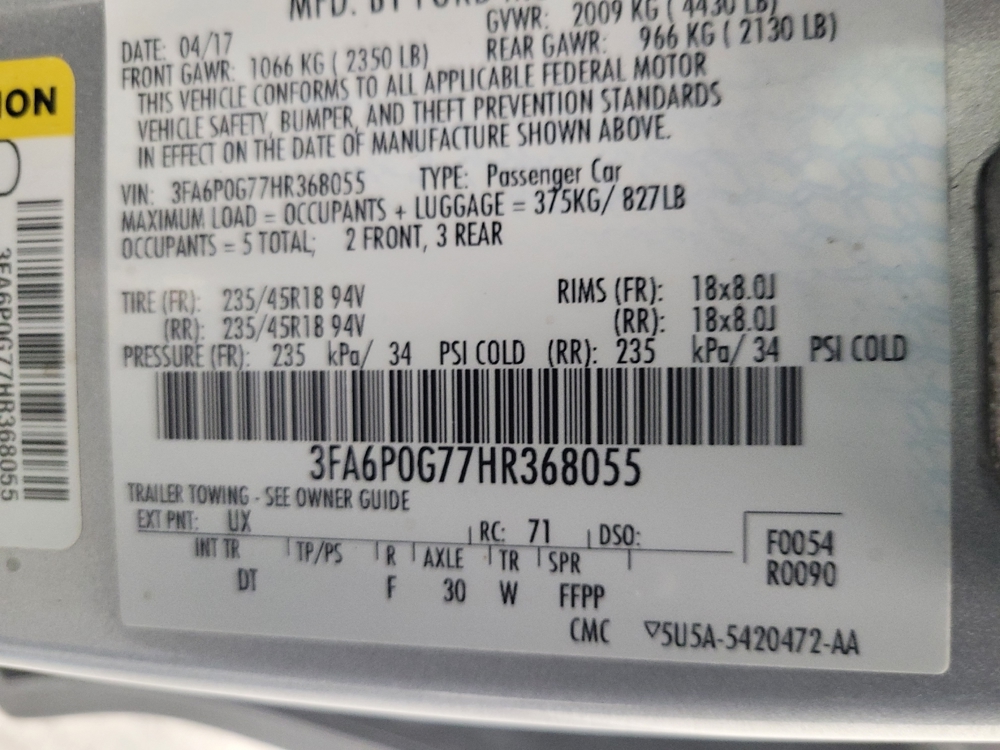 MFD. BY FORD
DATE: 04/17 GVWR: 2009 KG ( 4430 LB)
FRONT GAWR: 1066 KG ( 2350 LB) REAR GAWR: 966 KG ( 2130 LB)
THIS VEHICLE CONFORMS TO ALL APPLICABLE FEDERAL MOTOR
VEHICLE SAFETY, BUMPER, AND THEFT PREVENTION STANDARDS
IN EFFECT ON THE DATE OF MANUFACTURE SHOWN ABOVE.
VIN: 3FA6P0G77HR368055 TYPE: Passenger Car
MAXIMUM LOAD = OCCUPANTS + LUGGAGE = 375KG/ 827LB
OCCUPANTS = 5 TOTAL; 2 FRONT, 3 REAR
TIRE (FR): 235/45R18 94V RIMS (FR): 18x8.0J
(RR): 235/45R18 94V (RR): 18x8.0J
PRESSURE (FR): 235 kPa/ 34 PSI COLD (RR): 235 kPa/ 34 PSI COLD
3FA6P0G77HR368055
TRAILER TOWING - SEE OWNER GUIDE
EXT PNT: UX RC: 71 DSO:
INT TR TP/PS R AXLE TR SPR
DT F 30 W FFPP
F0054
R0090
CMC ▽5U5A-5420472-AA
ION
3FA6P0G77HR368055